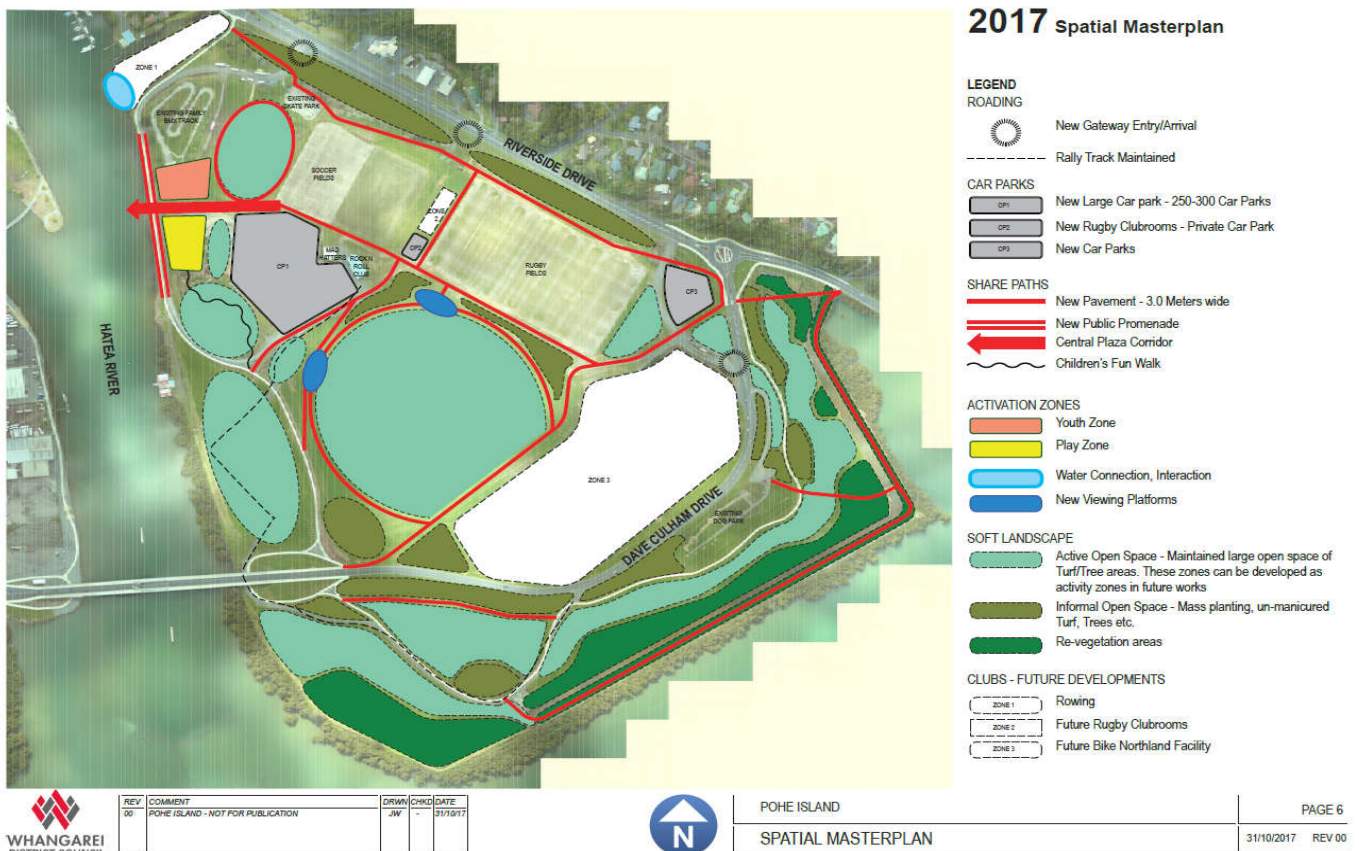 2017 Spatial Masterplan
LEGEND
ROADING
New Gateway Entry/Arrival
Rally Track Maintained
CAR PARKS
CP1 New Large Car park - 250-300 Car Parks
CP2 New Rugby Clubrooms - Private Car Park
CP3 New Car Parks
SHARE PATHS
New Pavement - 3.0 Meters wide
New Public Promenade
Central Plaza Corridor
Children's Fun Walk
ACTIVATION ZONES
Youth Zone
Play Zone
Water Connection, Interaction
New Viewing Platforms
SOFT LANDSCAPE
Active Open Space - Maintained large open space of
Turf/Tree areas. These zones can be developed as
activity zones in future works
Informal Open Space - Mass planting, un-manicured
Turf, Trees etc.
Re-vegetation areas
CLUBS - FUTURE DEVELOPMENTS
ZONE 1 Rowing
ZONE 2 Future Rugby Clubrooms
ZONE 3 Future Bike Northland Facility
ZONE 1
EXISTING FAMILY
BMX TRACK
EXISTING
SKATE PARK
SOCCER
FIELDS
RIVERSIDE DRIVE
ZONE
2
CP2
MAD
HATTERS
ROCK N
ROLL
CLUB
CP1
RUGBY
FIELDS
CP3
HATEA RIVER
ZONE 3
DAVE CULHAM DRIVE
EXISTING
DOG PARK
WHANGAREI
DISTRICT COUNCIL
REV COMMENT DRWN CHKD DATE
00 POHE ISLAND - NOT FOR PUBLICATION JW - 31/10/17
N
POHE ISLAND
PAGE 6
SPATIAL MASTERPLAN
31/10/2017 REV 00